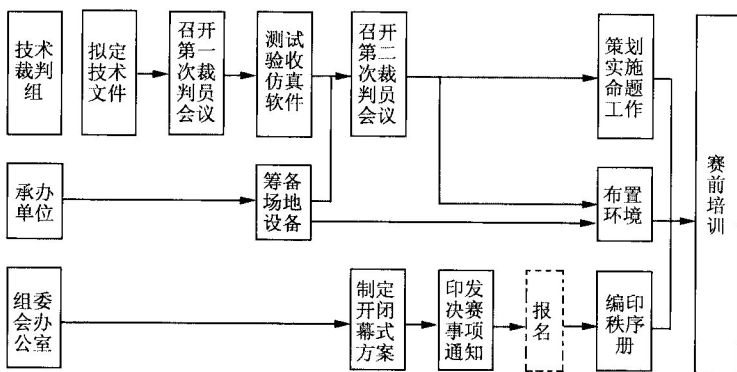 技术
裁判
组
拟定
技术
文件
召开
第一
次裁
判员
会议
测试
验收
仿真
软件
召开
第二
次裁
判员
会议
策划
实施
命题
工作
承办
单位
筹备
场地
设备
布置
环境
赛前培训
组委
会办
公室
制定
开闭
幕式
方案
印发
决赛
事项
通知
报名
编印
秩序
册